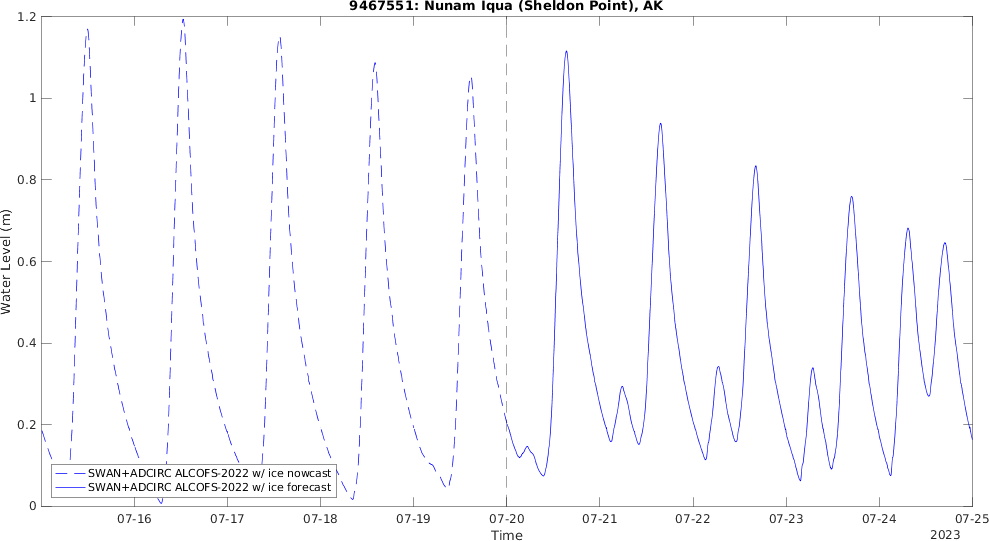 9467551: Nunam Iqua (Sheldon Point), AK
1.2
1
0.8
0.6
0.4
0.2
0
Water Level (m)
SWAN+ADCIRC ALCOFS-2022 w/ ice nowcast
SWAN+ADCIRC ALCOFS-2022 w/ ice forecast
07-16 07-17 07-18 07-19 07-20 07-21 07-22 07-23 07-24 07-25
Time
2023